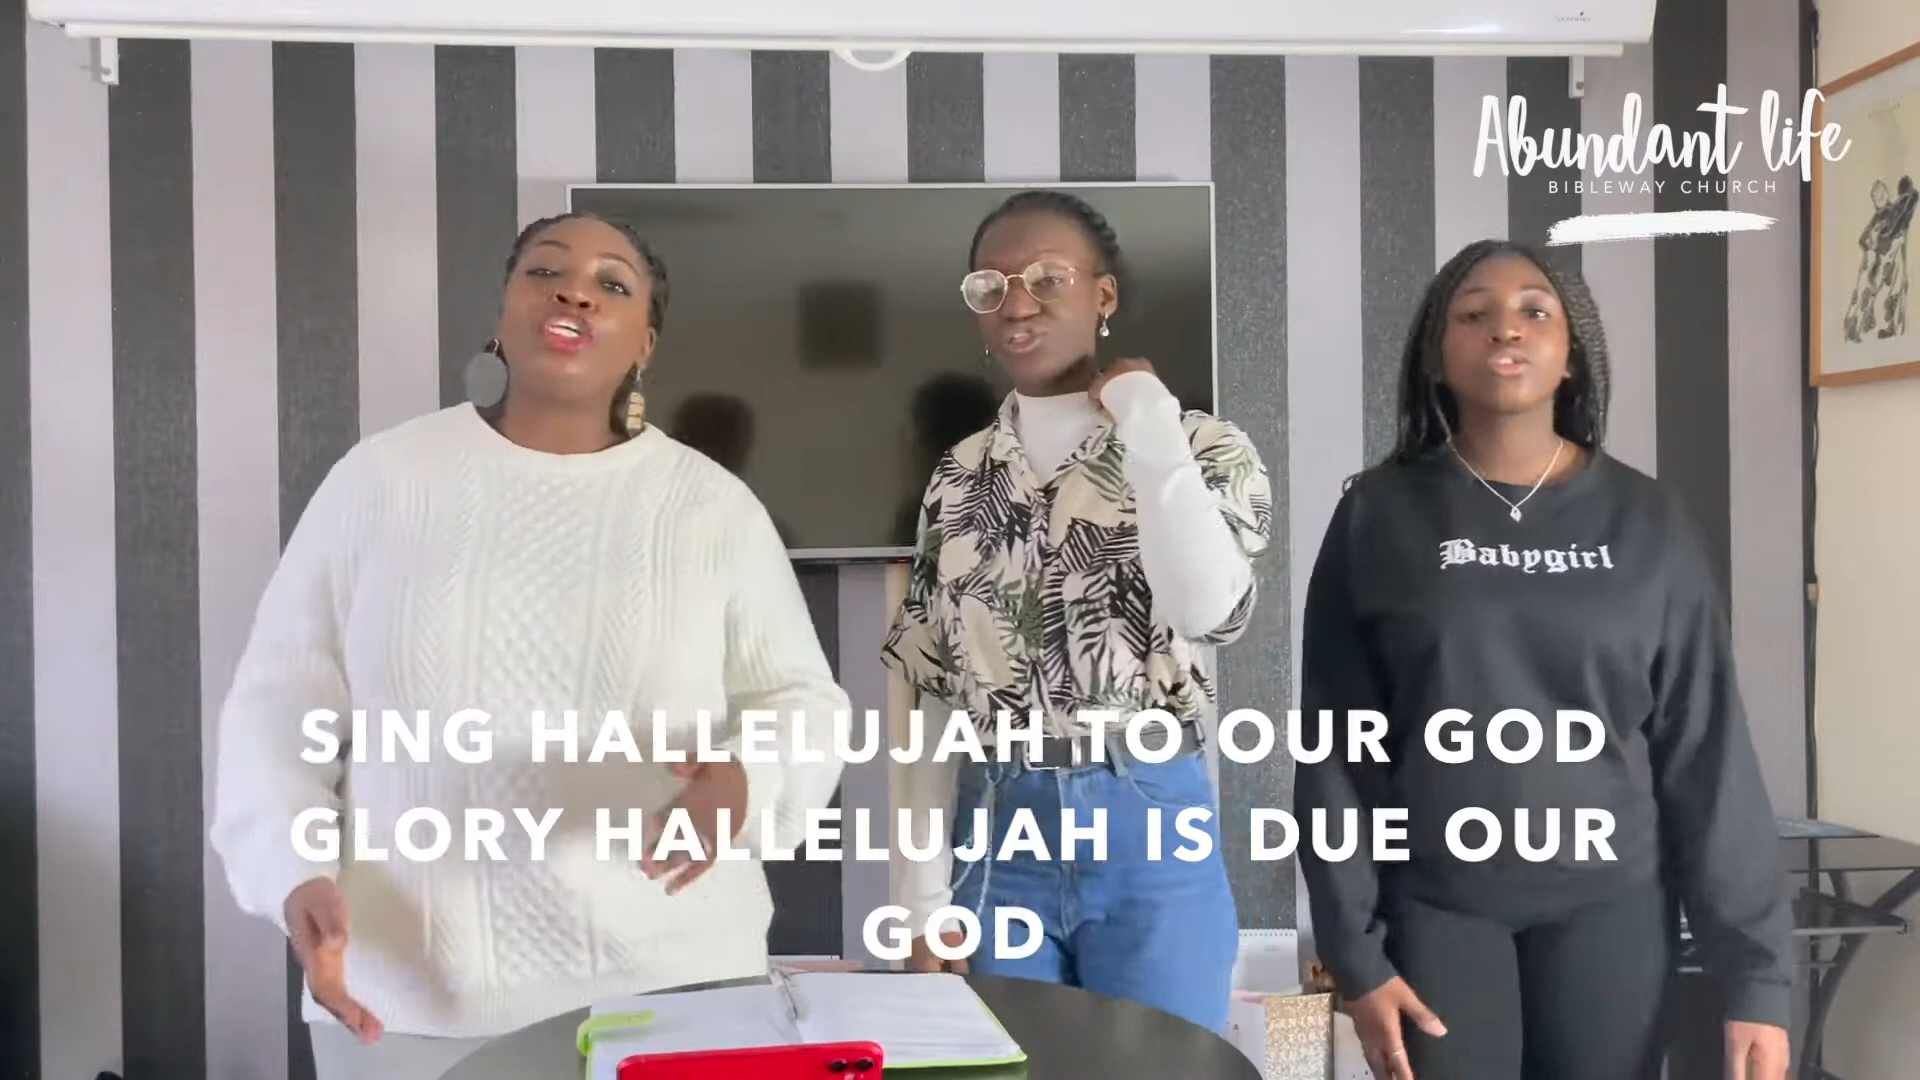 Abundant life
BIBLEWAY CHURCH
Babygirl
SING HALLELUJAH TO OUR GOD
GLORY HALLELUJAH IS DUE OUR
GOD